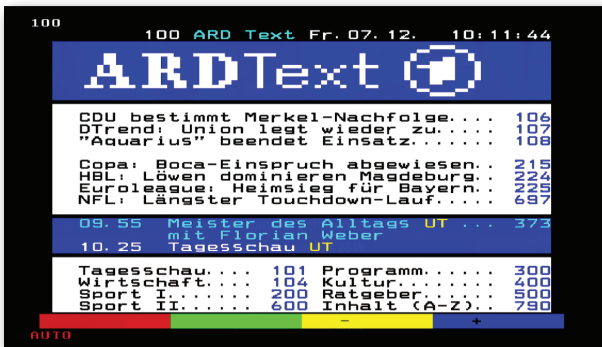 100
100 ARD Text Fr. 07. 12. 10:11:44
ARDText 1
CDU bestimmt Merkel-Nachfolge.... 106
DTrend: Union legt wieder zu..... 107
"Aquarius" beendet Einsatz....... 108
Copa: Boca-Einspruch abgewiesen.. 215
HBL: Löwen dominieren Magdeburg.. 224
Euroleague: Heimsieg für Bayern.. 225
NFL: Längster Touchdown-Lauf..... 697
09.55 Meister des Alltags UT ... 373
mit Florian Weber
10.25 Tagesschau UT
Tagesschau.... 101 Programm....... 300
Wirtschaft.... 104 Kultur......... 400
Sport I....... 200 Ratgeber....... 500
Sport II...... 600 Inhalt (A-Z)... 790
- +
AUTO